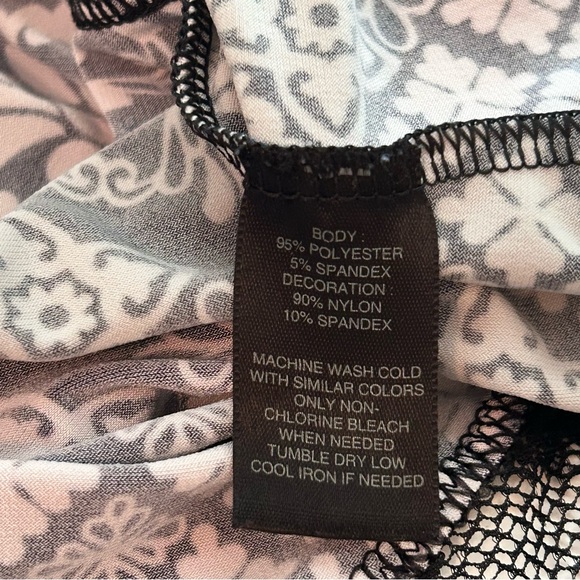 BODY :
95% POLYESTER
5% SPANDEX
DECORATION :
90% NYLON
10% SPANDEX
MACHINE WASH COLD
WITH SIMILAR COLORS
ONLY NON-
CHLORINE BLEACH
WHEN NEEDED
TUMBLE DRY LOW
COOL IRON IF NEEDED